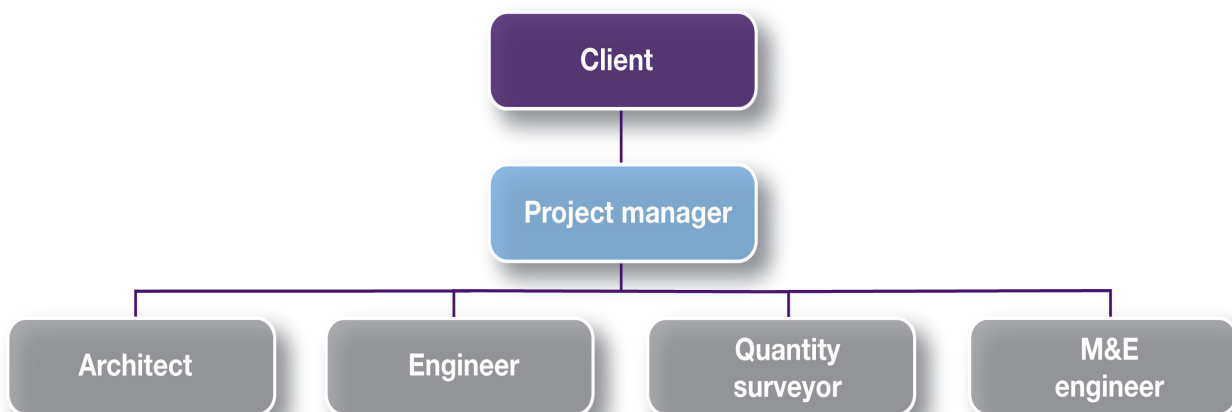 Client
Project manager
Architect
Engineer
Quantity
surveyor
M&E
engineer